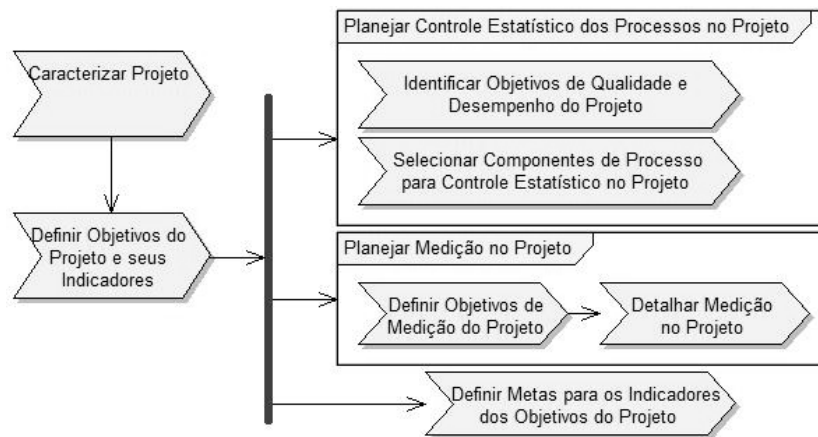 Planejar Controle Estatístico dos Processos no Projeto
Caracterizar Projeto
Identificar Objetivos de Qualidade e
Desempenho do Projeto
Selecionar Componentes de Processo
para Controle Estatístico no Projeto
Definir Objetivos do
Projeto e seus
Indicadores
Planejar Medição no Projeto
Definir Objetivos de
Medição do Projeto
Detalhar Medição
no Projeto
Definir Metas para os Indicadores
dos Objetivos do Projeto